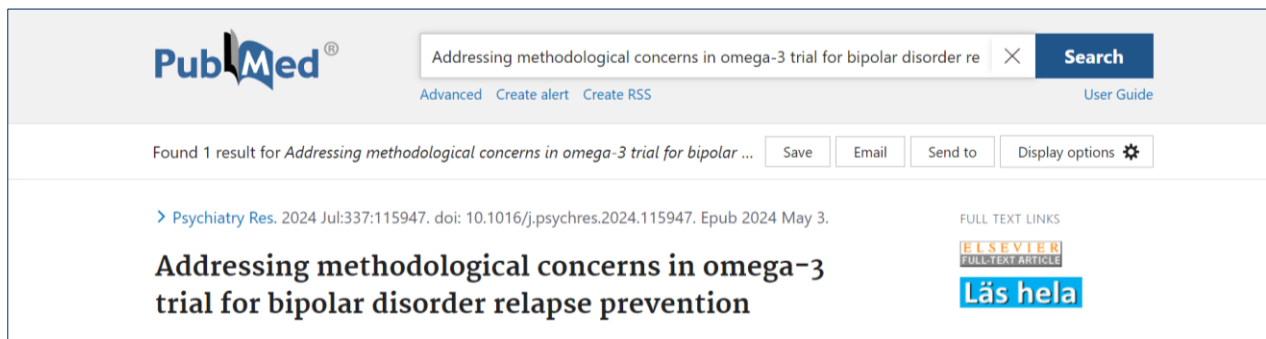 PubMed®
Addressing methodological concerns in omega-3 trial for bipolar disorder re
Search
Advanced Create alert Create RSS
User Guide
Found 1 result for Addressing methodological concerns in omega-3 trial for bipolar ...
Save
Email
Send to
Display options
Psychiatry Res. 2024 Jul:337:115947. doi: 10.1016/j.psychres.2024.115947. Epub 2024 May 3.
Addressing methodological concerns in omega-3
trial for bipolar disorder relapse prevention
FULL TEXT LINKS
ELSEVIER
FULL-TEXT ARTICLE
Läs hela